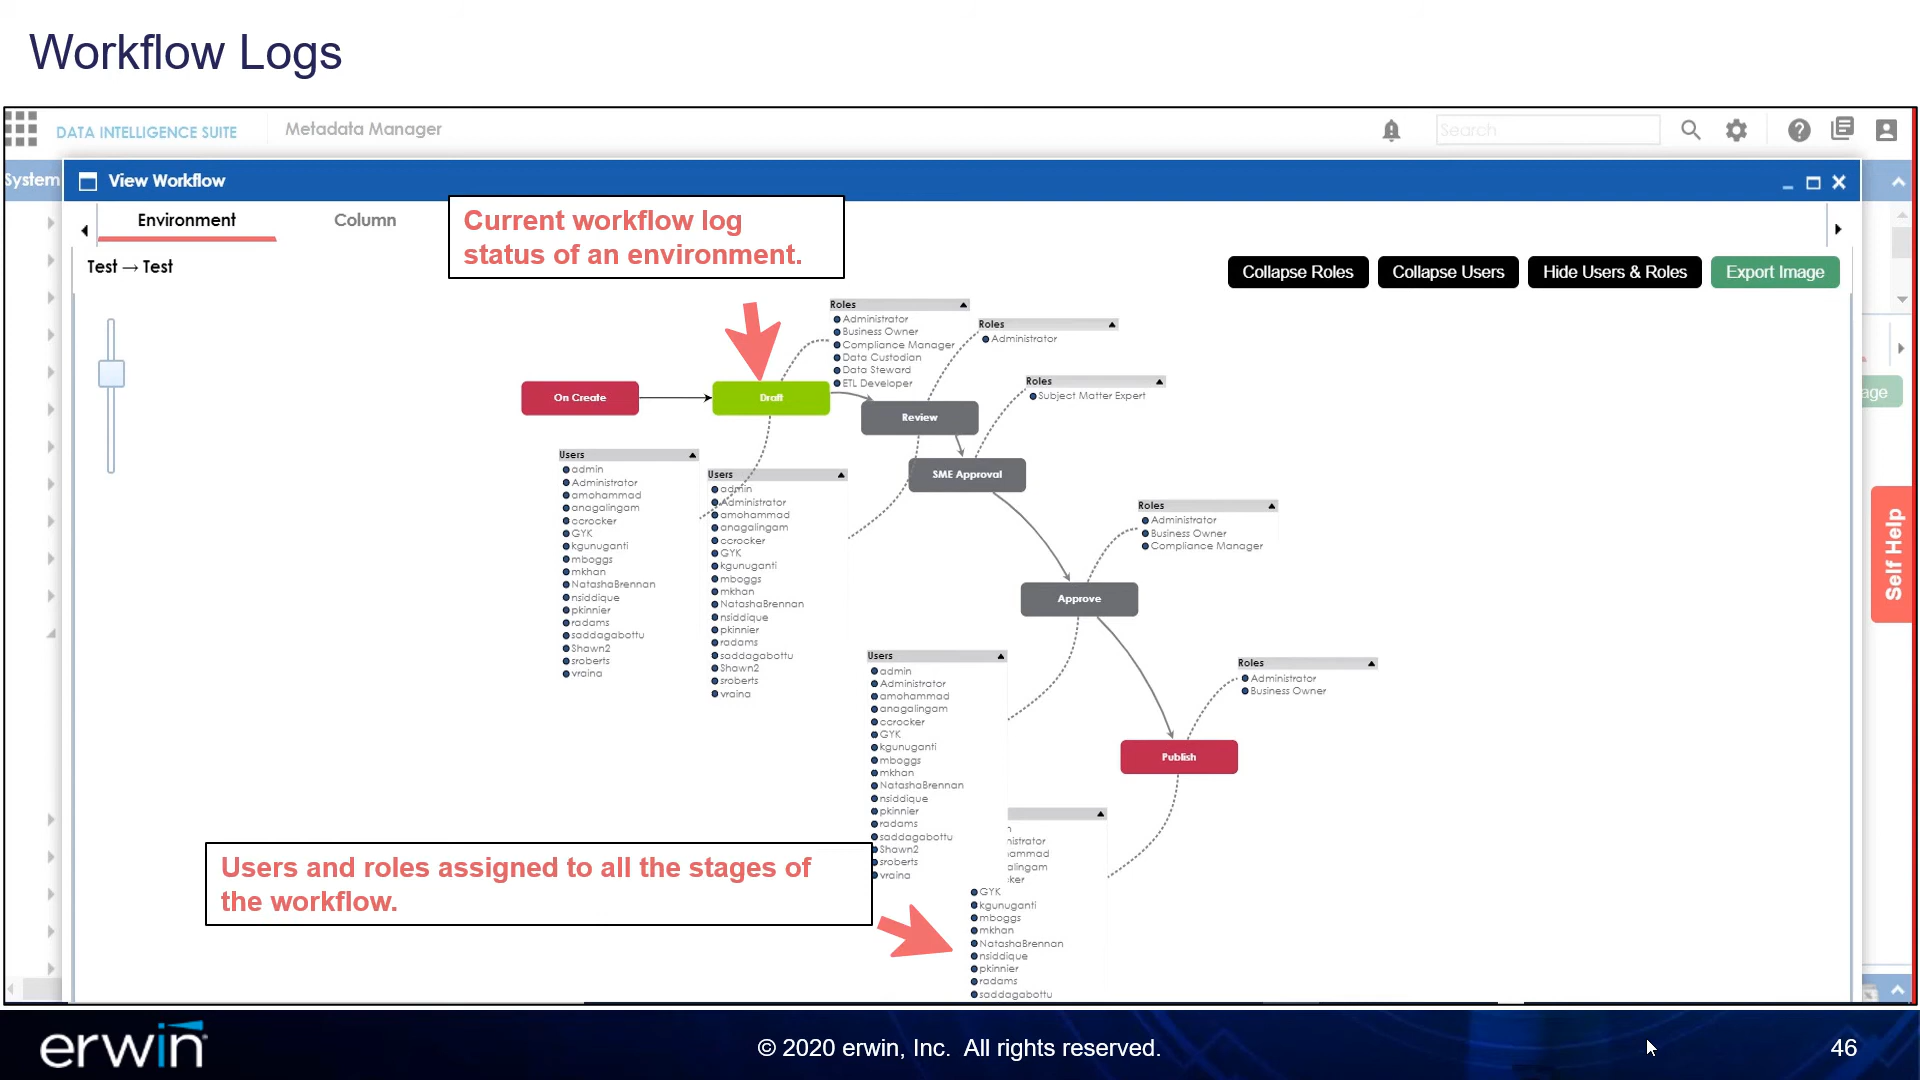 Workflow Logs
DATA INTELLIGENCE SUITE
Metadata Manager
Search
System
View Workflow
Environment
Column
Current workflow log
status of an environment.
Test → Test
Collapse Roles
Collapse Users
Hide Users & Roles
Export Image
Roles
Administrator
Business Owner
Compliance Manager
Data Custodian
Data Steward
ETL Developer
Roles
Administrator
Roles
Subject Matter Expert
On Create
Draft
Review
SME Approval
age
Users
admin
Administrator
amohammad
anagalingam
ccrocker
GYK
kgunuganti
mboggs
mkhan
NatashaBrennan
nsiddique
pkinnier
radams
saddagabottu
Shawn2
sroberts
vraina
Users
admin
Administrator
amohammad
anagalingam
ccrocker
GYK
kgunuganti
mboggs
mkhan
NatashaBrennan
nsiddique
pkinnier
radams
saddagabottu
Shawn2
sroberts
vraina
Roles
Administrator
Business Owner
Compliance Manager
Approve
Self Help
Users
admin
Administrator
amohammad
anagalingam
ccrocker
GYK
kgunuganti
mboggs
mkhan
NatashaBrennan
nsiddique
pkinnier
radams
saddagabottu
Shawn2
sroberts
vraina
Roles
Administrator
Business Owner
Publish
n
inistrator
ammad
alingam
ker
GYK
kgunuganti
mboggs
mkhan
NatashaBrennan
nsiddique
pkinnier
radams
saddagabottu
Users and roles assigned to all the stages of
the workflow.
erwin
© 2020 erwin, Inc. All rights reserved.
46